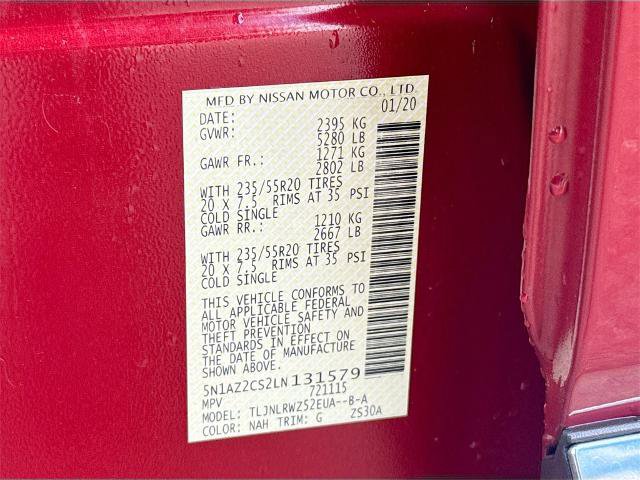 MFD BY NISSAN MOTOR CO., LTD.
DATE: 01/20
GVWR: 2395 KG
5280 LB
GAWR FR.: 1271 KG
2802 LB
WITH 235/55R20 TIRES
20 X 7.5 RIMS AT 35 PSI
COLD SINGLE
GAWR RR.: 1210 KG
2667 LB
WITH 235/55R20 TIRES
20 X 7.5 RIMS AT 35 PSI
COLD SINGLE
THIS VEHICLE CONFORMS TO
ALL APPLICABLE FEDERAL
MOTOR VEHICLE SAFETY AND
THEFT PREVENTION
STANDARDS IN EFFECT ON
THE DATE OF MANUFACTURE
SHOWN ABOVE.
5N1AZ2CS2LN131579
MPV 721115
MODEL: TLJNLRWZ52EUA--B-A
COLOR: NAH TRIM: G ZS30A